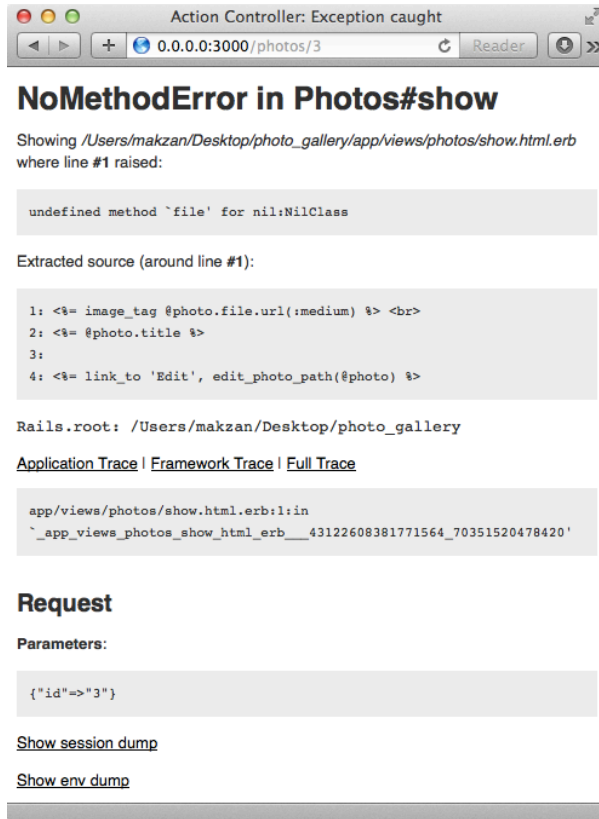 Action Controller: Exception caught
0.0.0.0:3000/photos/3
Reader
NoMethodError in Photos#show
Showing /Users/makzan/Desktop/photo_gallery/app/views/photos/show.html.erb
where line #1 raised:
undefined method `file' for nil:NilClass
Extracted source (around line #1):
1: <%= image_tag @photo.file.url(:medium) %> <br>
2: <%= @photo.title %>
3:
4: <%= link_to 'Edit', edit_photo_path(@photo) %>
Rails.root: /Users/makzan/Desktop/photo_gallery
Application Trace | Framework Trace | Full Trace
app/views/photos/show.html.erb:1:in
`_app_views_photos_show_html_erb___43122608381771564_70351520478420'
Request
Parameters:
{"id"=>"3"}
Show session dump
Show env dump